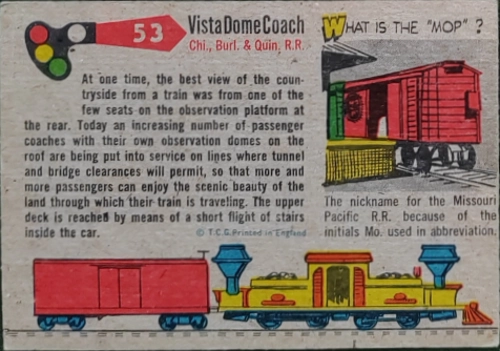 53
VistaDomeCoach
Chi., Burl. & Quin. R.R.
At one time, the best view of the coun-
tryside from a train was from one of the
few seats on the observation platform at
the rear. Today an increasing number of passenger
coaches with their own observation domes on the
roof are being put into service on lines where tunnel
and bridge clearances will permit, so that more and
more passengers can enjoy the scenic beauty of the
land through which their train is traveling. The upper
deck is reached by means of a short flight of stairs
inside the car.
© T.C.G. Printed in England
WHAT IS THE "MOP" ?
The nickname for the Missouri
Pacific R.R. because of the
initials Mo. used in abbreviation.